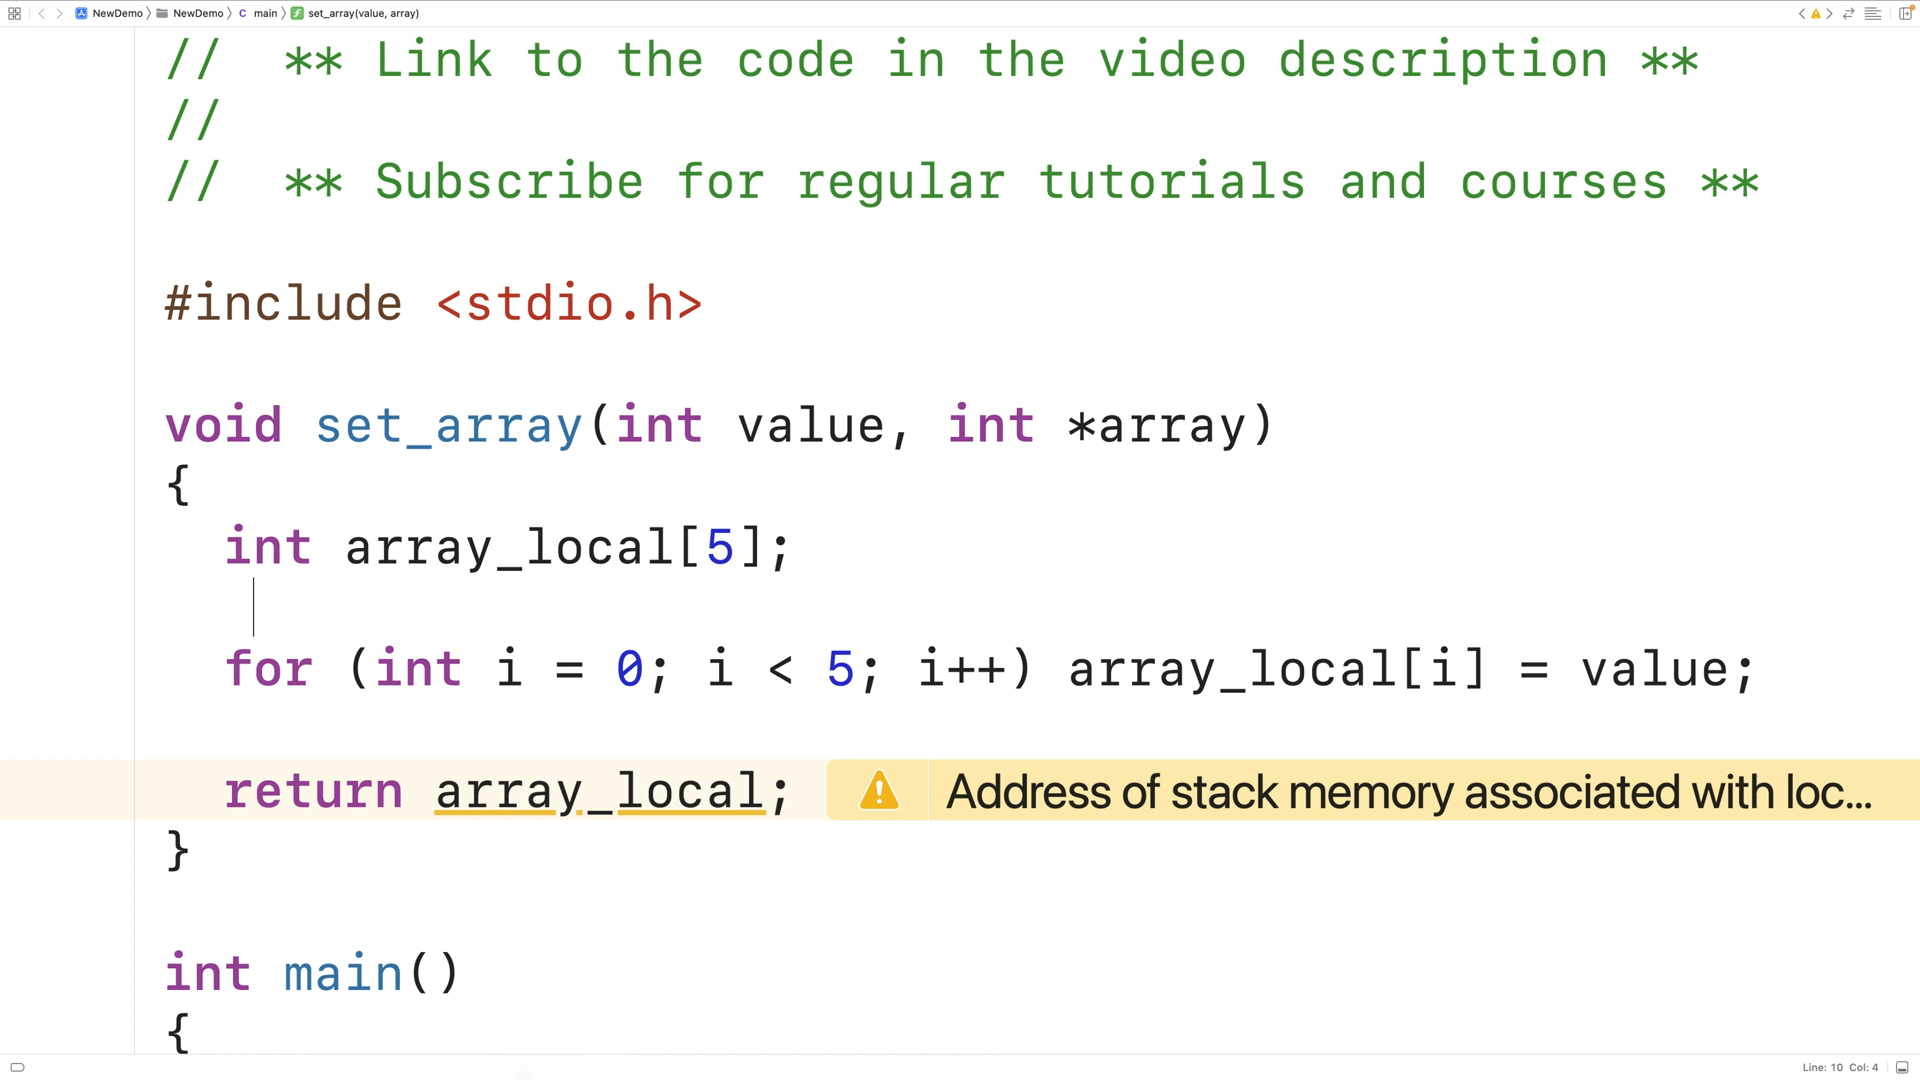 NewDemo NewDemo C main f set_array(value, array)
// ** Link to the code in the video description **
//
// ** Subscribe for regular tutorials and courses **
#include <stdio.h>
void set_array(int value, int *array)
{
int array_local[5];
for (int i = 0; i < 5; i++) array_local[i] = value;
return array_local; Address of stack memory associated with loc...
}
int main()
{
Line: 10 Col: 4